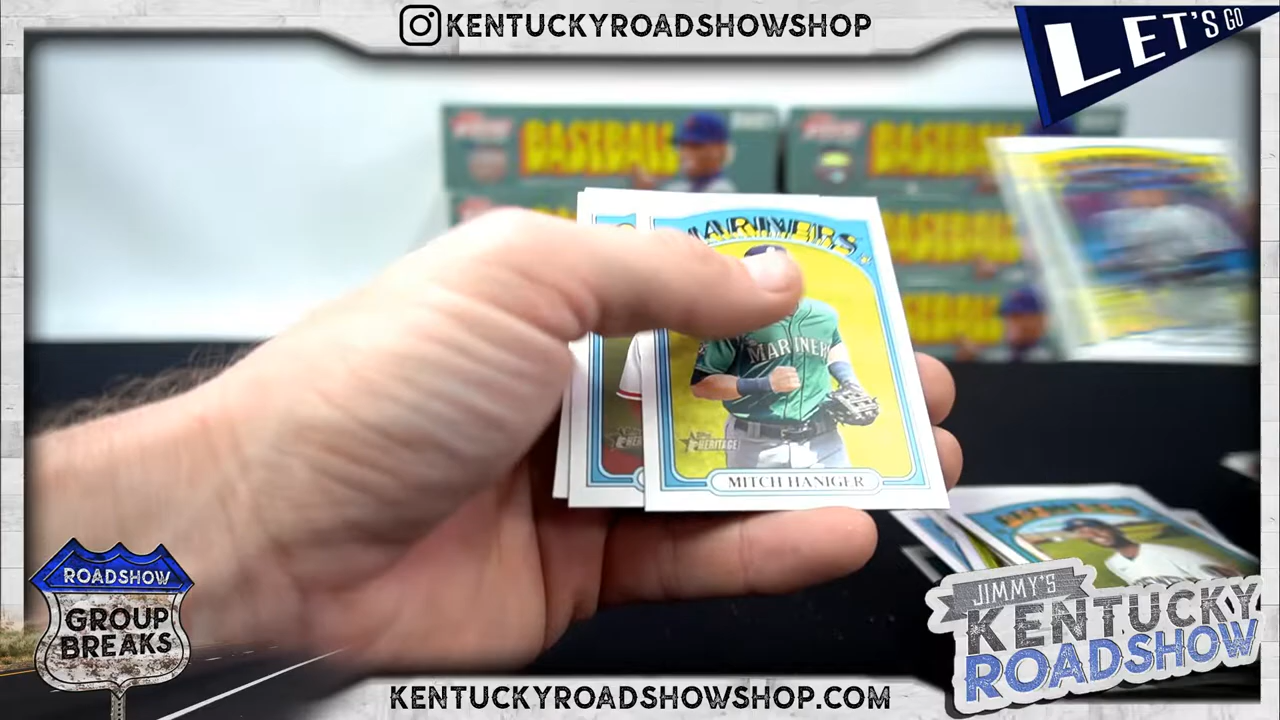 KENTUCKYROADSHOWSHOP
LET'S GO
BASEBALL
BASEBALL
MARINERS
MARINERS
HERITAGE
MITCH HANIGER
ROADSHOW
GROUP
BREAKS
JIMMY'S
KENTUCKY
ROADSHOW
KENTUCKYROADSHOWSHOP.COM